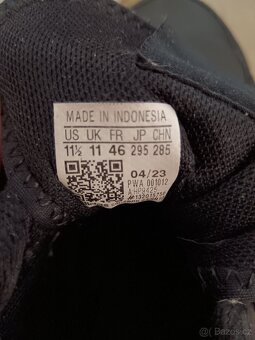 MADE IN INDONESIA
US UK FR JP CHN
11½ 11 46 295 285
04/23
PWA 001012
Bezos.cz